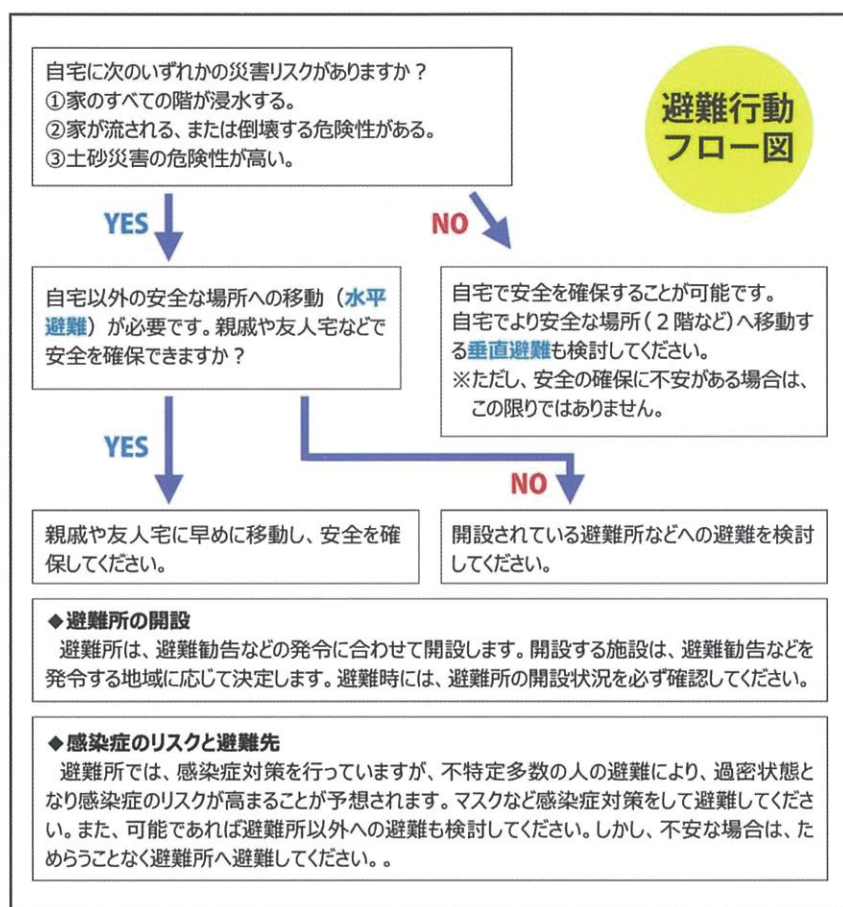 避難行動
フロー図
自宅に次のいずれかの災害リスクがありますか？
①家のすべての階が浸水する。
②家が流される、または倒壊する危険性がある。
③土砂災害の危険性が高い。
YES
NO
自宅以外の安全な場所への移動（水平
避難）が必要です。親戚や友人宅などで
安全を確保できますか？
自宅で安全を確保することが可能です。
自宅でより安全な場所（２階など）へ移動す
る垂直避難も検討してください。
※ただし、安全の確保に不安がある場合は、
この限りではありません。
YES
NO
親戚や友人宅に早めに移動し、安全を確
保してください。
開設されている避難所などへの避難を検討
してください。
◆避難所の開設
避難所は、避難勧告などの発令に合わせて開設します。開設する施設は、避難勧告などを
発令する地域に応じて決定します。避難時には、避難所の開設状況を必ず確認してください。
◆感染症のリスクと避難先
避難所では、感染症対策を行っていますが、不特定多数の人の避難により、過密状態と
なり感染症のリスクが高まることが予想されます。マスクなど感染症対策をして避難してくださ
い。また、可能であれば避難所以外への避難も検討してください。しかし、不安な場合は、た
めらうことなく避難所へ避難してください。。